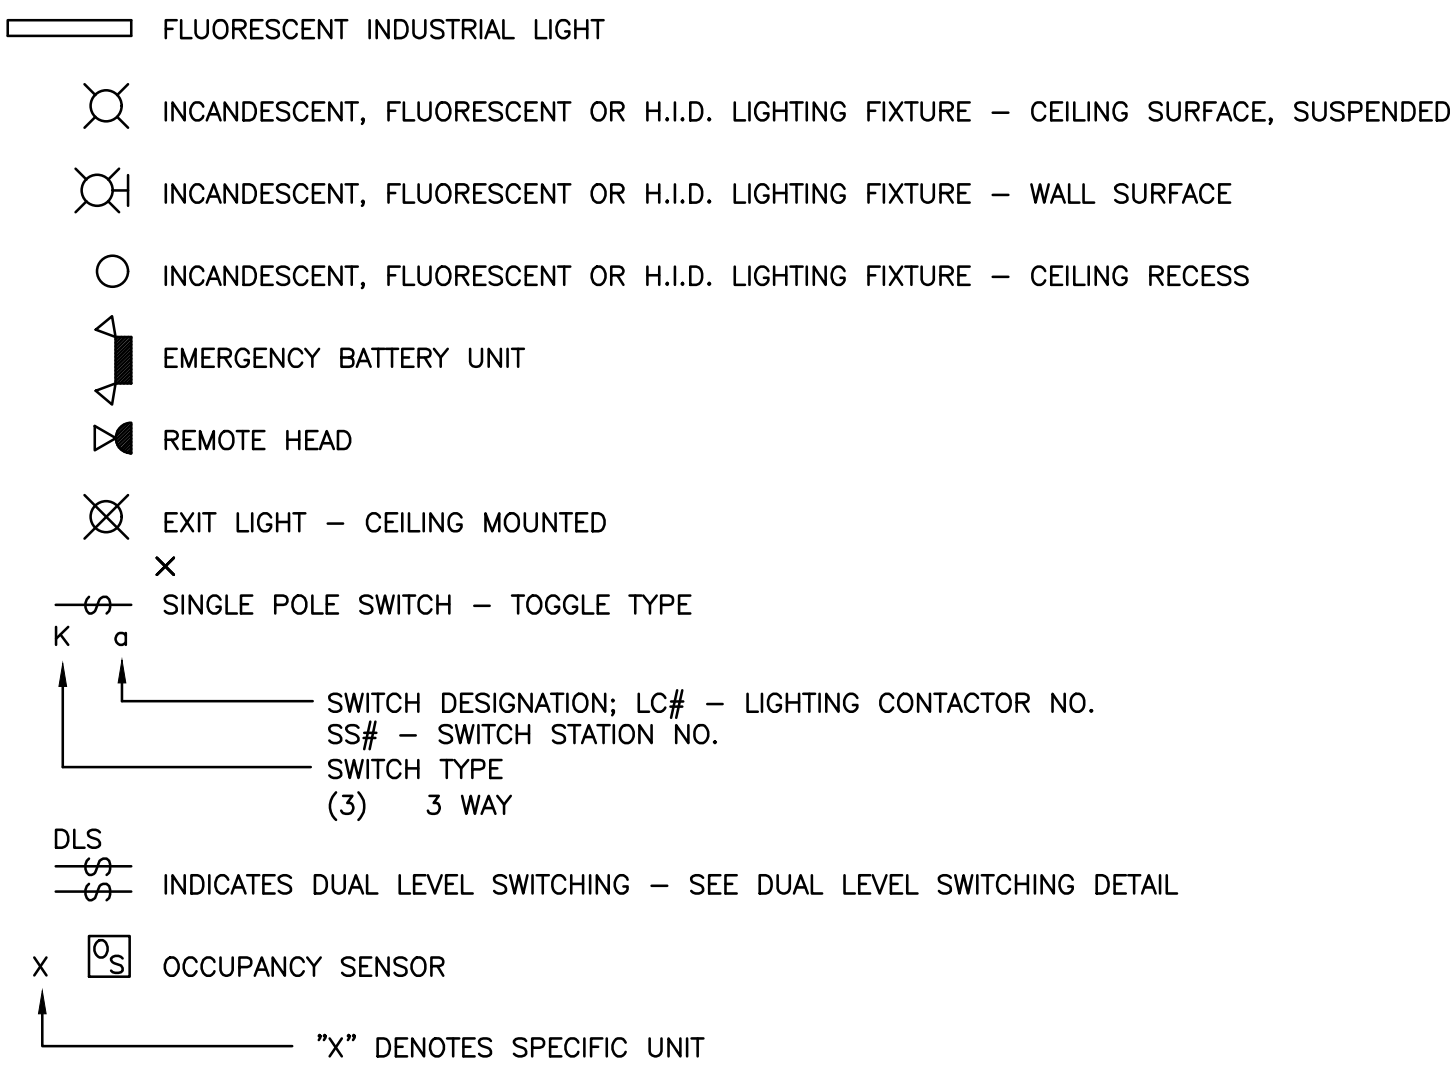 FLUORESCENT INDUSTRIAL LIGHT
INCANDESCENT, FLUORESCENT OR H.I.D. LIGHTING FIXTURE – CEILING SURFACE, SUSPENDED
INCANDESCENT, FLUORESCENT OR H.I.D. LIGHTING FIXTURE – WALL SURFACE
INCANDESCENT, FLUORESCENT OR H.I.D. LIGHTING FIXTURE – CEILING RECESS
EMERGENCY BATTERY UNIT
REMOTE HEAD
EXIT LIGHT – CEILING MOUNTED
S SINGLE POLE SWITCH – TOGGLE TYPE
K a
SWITCH DESIGNATION; LC# – LIGHTING CONTACTOR NO.
SS# – SWITCH STATION NO.
SWITCH TYPE
(3) 3 WAY
DLS
S
S INDICATES DUAL LEVEL SWITCHING – SEE DUAL LEVEL SWITCHING DETAIL
X OS OCCUPANCY SENSOR
"X" DENOTES SPECIFIC UNIT